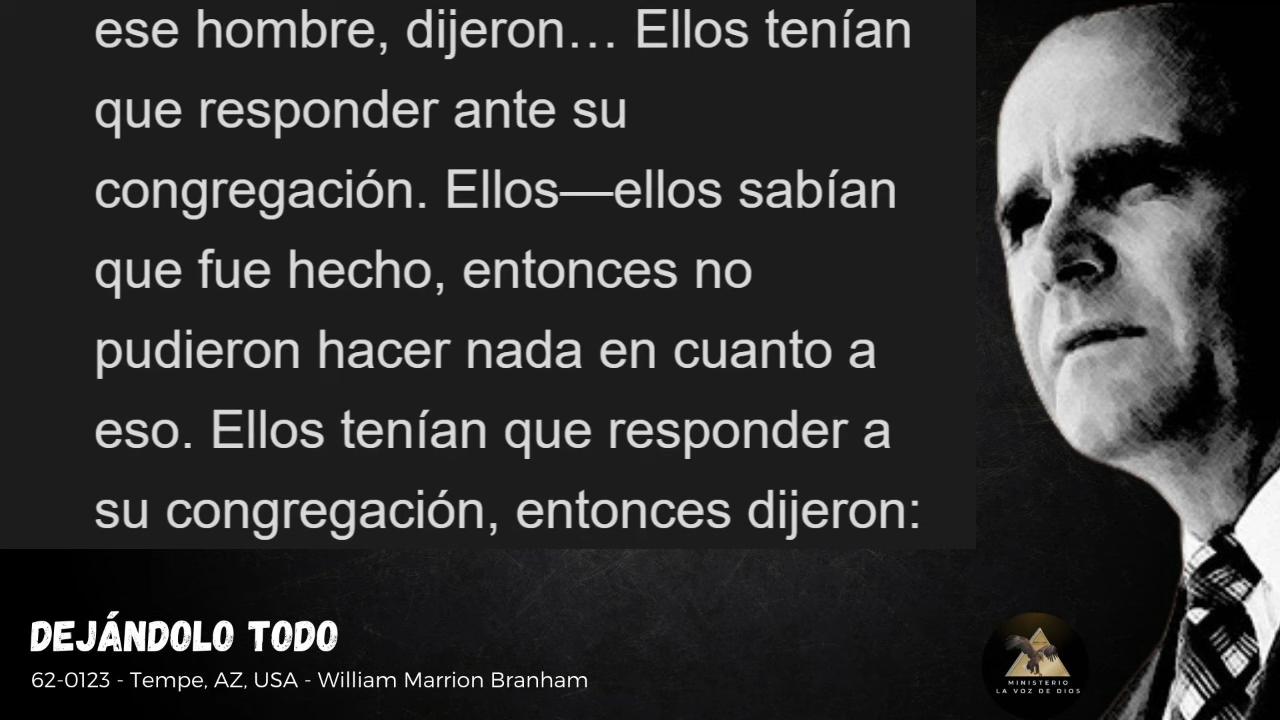 ese hombre, dijeron… Ellos tenían
que responder ante su
congregación. Ellos—ellos sabían
que fue hecho, entonces no
pudieron hacer nada en cuanto a
eso. Ellos tenían que responder a
su congregación, entonces dijeron:
DEJÁNDOLO TODO
62-0123 - Tempe, AZ, USA - William Marrion Branham
MINISTERIO
LA VOZ DE DIOS